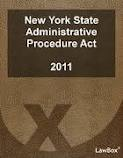 New York State
Administrative
Procedure Act
2011
LawBox®